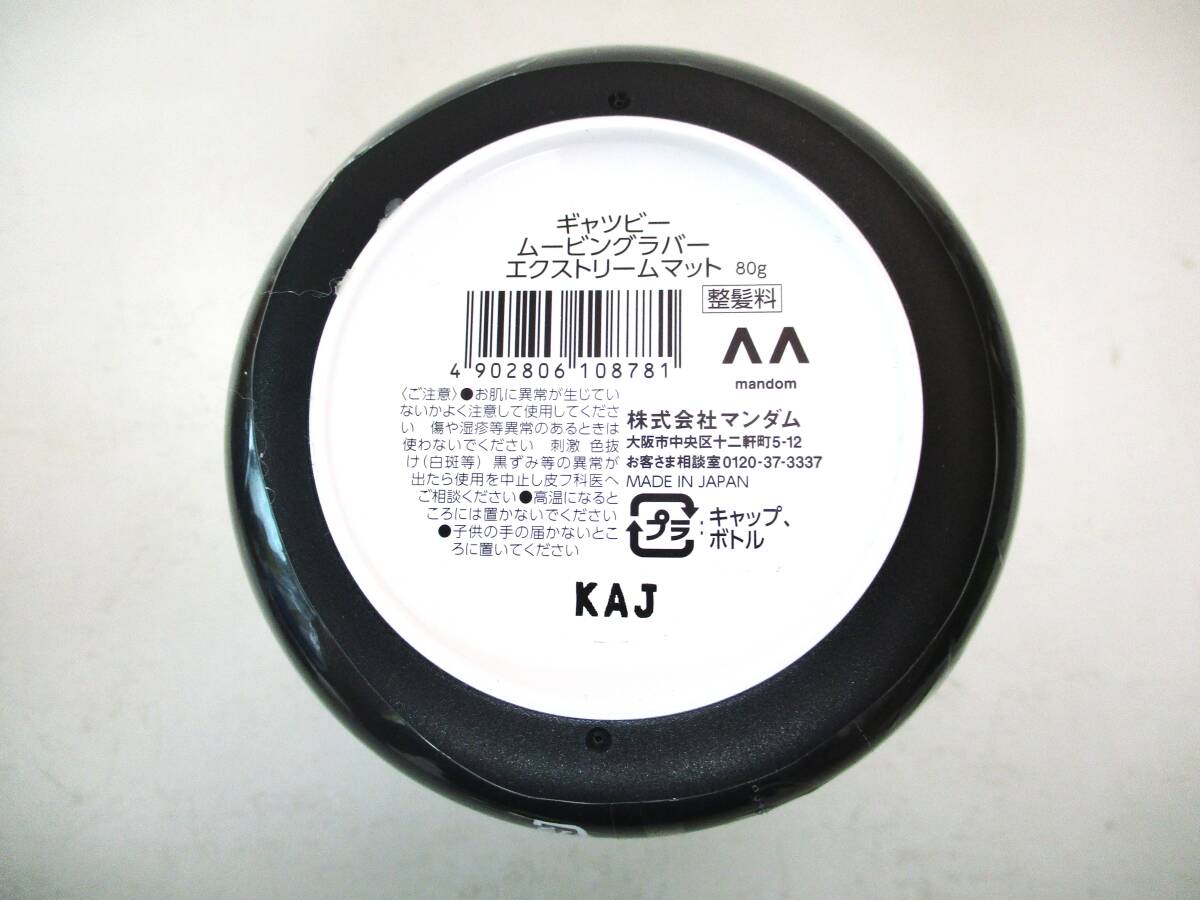 ギャツビー
ムービングラバー
エクストリームマット 80g
整髪料
4 902806 108781
mandom
〈ご注意〉●お肌に異常が生じてい
ないかよく注意して使用してくださ
い 傷や湿疹等異常のあるときは
使わないでください 刺激 色抜
け(白斑等) 黒ずみ等の異常が
出たら使用を中止し皮フ科医へ
ご相談ください●高温になると
ころには置かないでください
●子供の手の届かないとこ
ろに置いてください
株式会社マンダム
大阪市中央区十二軒町5-12
お客さま相談室0120-37-3337
MADE IN JAPAN
プラ:キャップ、
ボトル
KAJ